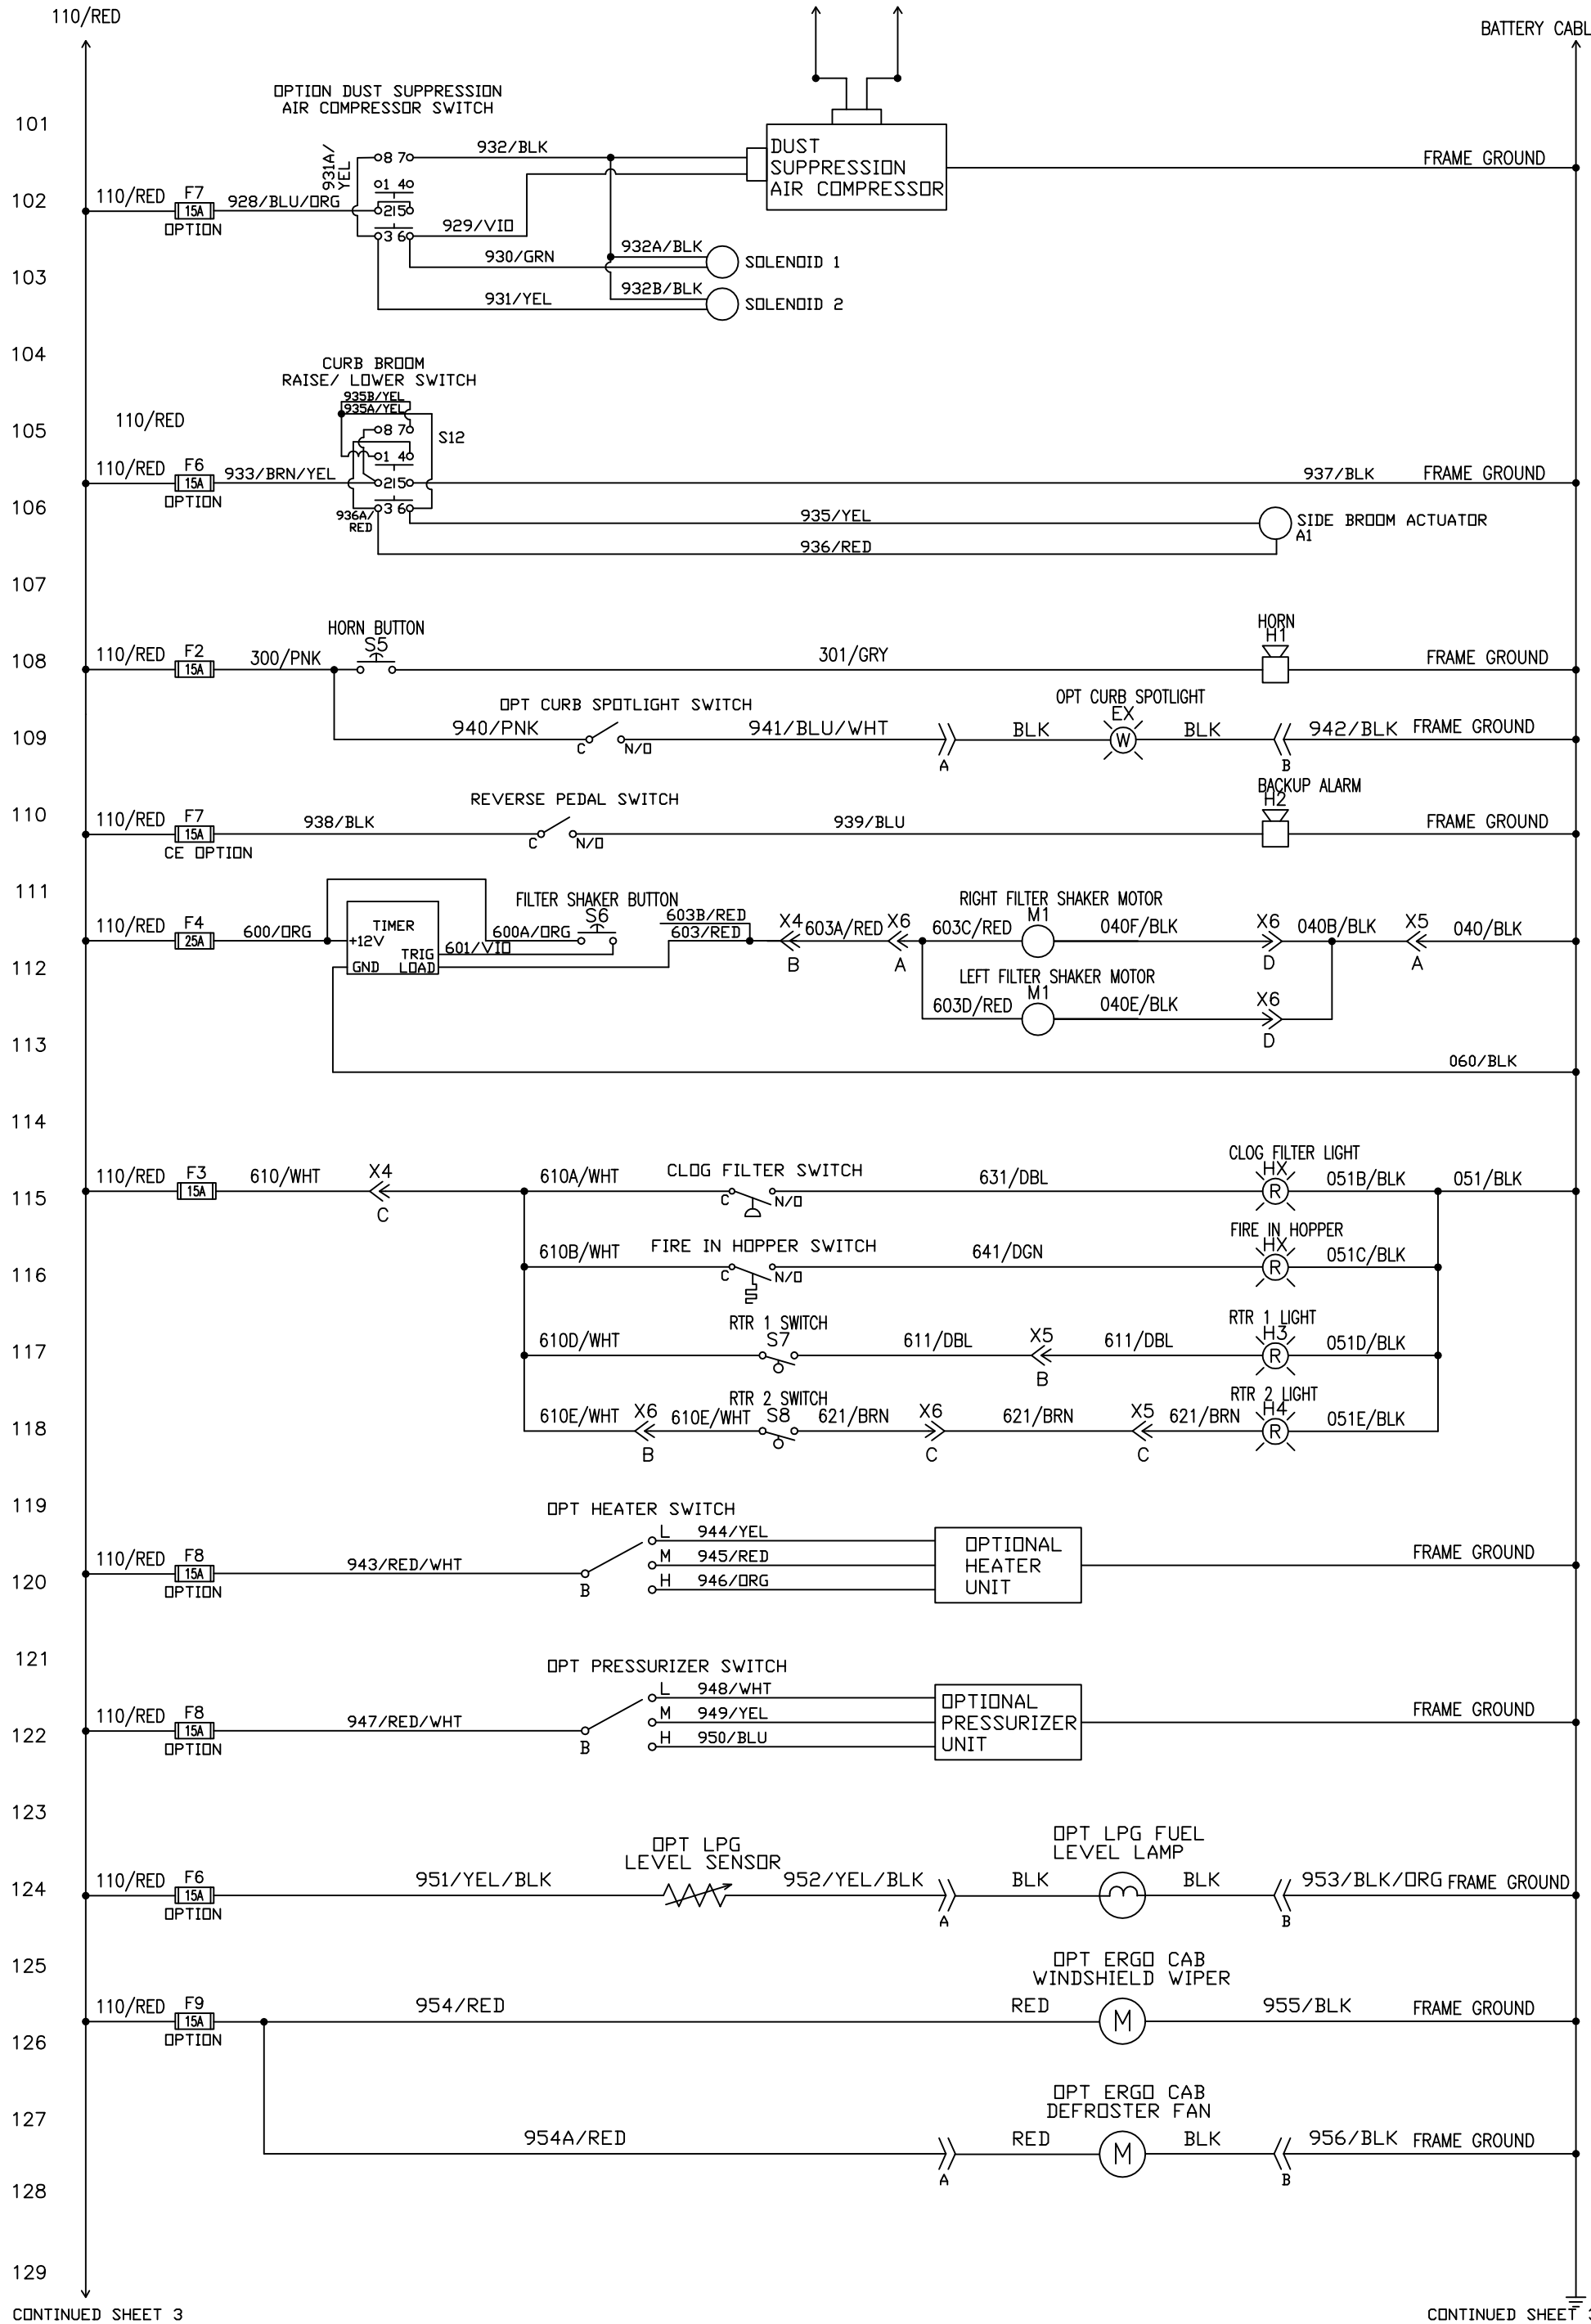 110/RED
BATTERY CABL
OPTION DUST SUPPRESSION
AIR COMPRESSOR SWITCH
101
931A/
YEL
8 7
932/BLK
DUST
SUPPRESSION
AIR COMPRESSOR
FRAME GROUND
102
110/RED
F7
15A
OPTION
928/BLU/ORG
1 4
2 5
3 6
929/VIO
930/GRN
932A/BLK
SOLENOID 1
103
931/YEL
932B/BLK
SOLENOID 2
104
CURB BROOM
RAISE/ LOWER SWITCH
935B/YEL
935A/YEL
105
110/RED
8 7
S12
1 4
110/RED
F6
15A
OPTION
933/BRN/YEL
2 5
937/BLK
FRAME GROUND
106
936A/
RED
3 6
935/YEL
SIDE BROOM ACTUATOR
A1
936/RED
107
HORN BUTTON
S5
HORN
H1
108
110/RED
F2
15A
300/PNK
301/GRY
FRAME GROUND
OPT CURB SPOTLIGHT SWITCH
OPT CURB SPOTLIGHT
EX
109
940/PNK
C
N/O
941/BLU/WHT
A
BLK
W
BLK
B
942/BLK
FRAME GROUND
110
REVERSE PEDAL SWITCH
BACKUP ALARM
H2
110/RED
F7
15A
CE OPTION
938/BLK
C
N/O
939/BLU
FRAME GROUND
111
FILTER SHAKER BUTTON
S6
RIGHT FILTER SHAKER MOTOR
M1
110/RED
F4
25A
600/ORG
TIMER
+12V
TRIG
GND
LOAD
600A/ORG
601/VIO
603B/RED
603/RED
X4
B
603A/RED
X6
A
603C/RED
040F/BLK
X6
D
040B/BLK
X5
A
040/BLK
112
LEFT FILTER SHAKER MOTOR
M1
603D/RED
040E/BLK
X6
D
113
060/BLK
114
115
110/RED
F3
15A
610/WHT
X4
C
610A/WHT
CLOG FILTER SWITCH
C
N/O
631/DBL
CLOG FILTER LIGHT
HX
R
051B/BLK
051/BLK
116
610B/WHT
FIRE IN HOPPER SWITCH
C
N/O
641/DGN
FIRE IN HOPPER
HX
R
051C/BLK
117
610D/WHT
RTR 1 SWITCH
S7
611/DBL
X5
B
611/DBL
RTR 1 LIGHT
H3
R
051D/BLK
118
610E/WHT
X6
B
610E/WHT
RTR 2 SWITCH
S8
621/BRN
X6
C
621/BRN
X5
C
621/BRN
RTR 2 LIGHT
H4
R
051E/BLK
119
OPT HEATER SWITCH
120
110/RED
F8
15A
OPTION
943/RED/WHT
B
L
M
H
944/YEL
945/RED
946/ORG
OPTIONAL
HEATER
UNIT
FRAME GROUND
121
OPT PRESSURIZER SWITCH
122
110/RED
F8
15A
OPTION
947/RED/WHT
B
L
M
H
948/WHT
949/YEL
950/BLU
OPTIONAL
PRESSURIZER
UNIT
FRAME GROUND
123
OPT LPG
LEVEL SENSOR
OPT LPG FUEL
LEVEL LAMP
124
110/RED
F6
15A
OPTION
951/YEL/BLK
952/YEL/BLK
A
BLK
BLK
B
953/BLK/ORG
FRAME GROUND
125
OPT ERGO CAB
WINDSHIELD WIPER
110/RED
F9
15A
OPTION
954/RED
RED
M
955/BLK
FRAME GROUND
126
127
OPT ERGO CAB
DEFROSTER FAN
954A/RED
A
RED
M
BLK
B
956/BLK
FRAME GROUND
128
129
CONTINUED SHEET 3
CONTINUED SHEET